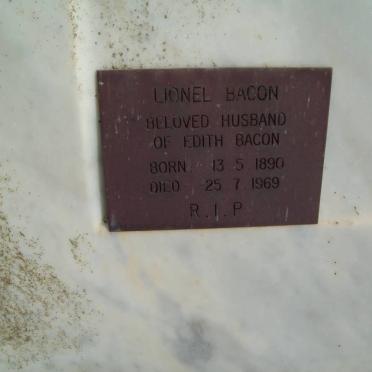 LIONEL BACON
BELOVED HUSBAND
OF EDITH BACON
BORN 13 5 1890
DIED 25 7 1969
R.I.P